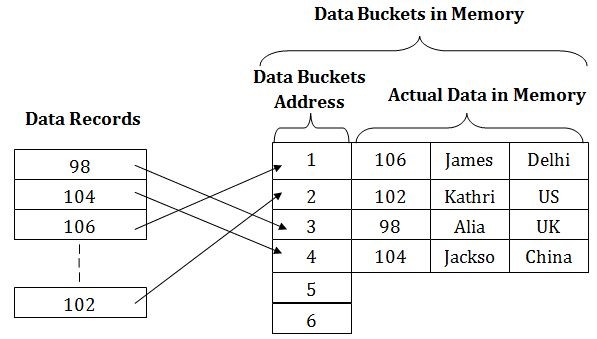 Data Buckets in Memory
Data Buckets
Address
Actual Data in Memory
Data Records
98
104
106
102
1 106 James Delhi
2 102 Kathri US
3 98 Alia UK
4 104 Jackso China
5
6